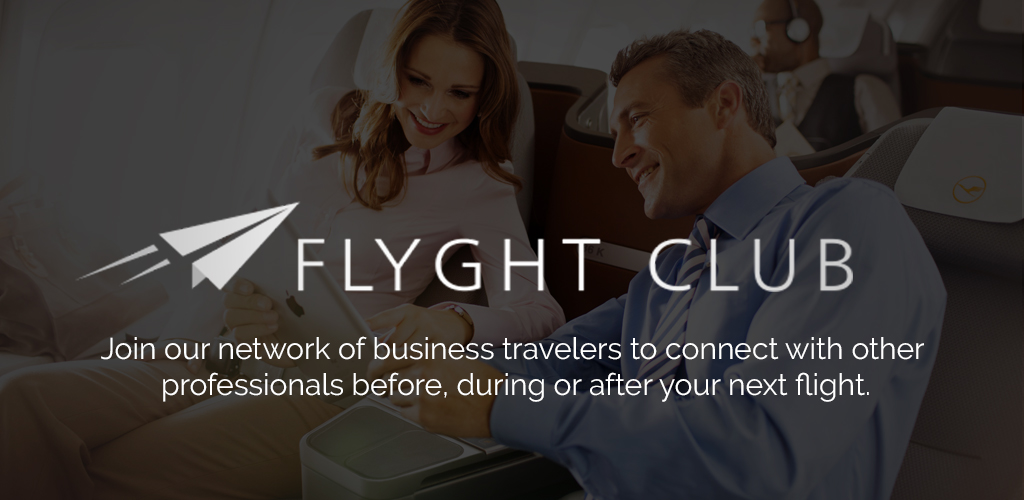 FLYGHT CLUB
Join our network of business travelers to connect with other
professionals before, during or after your next flight.